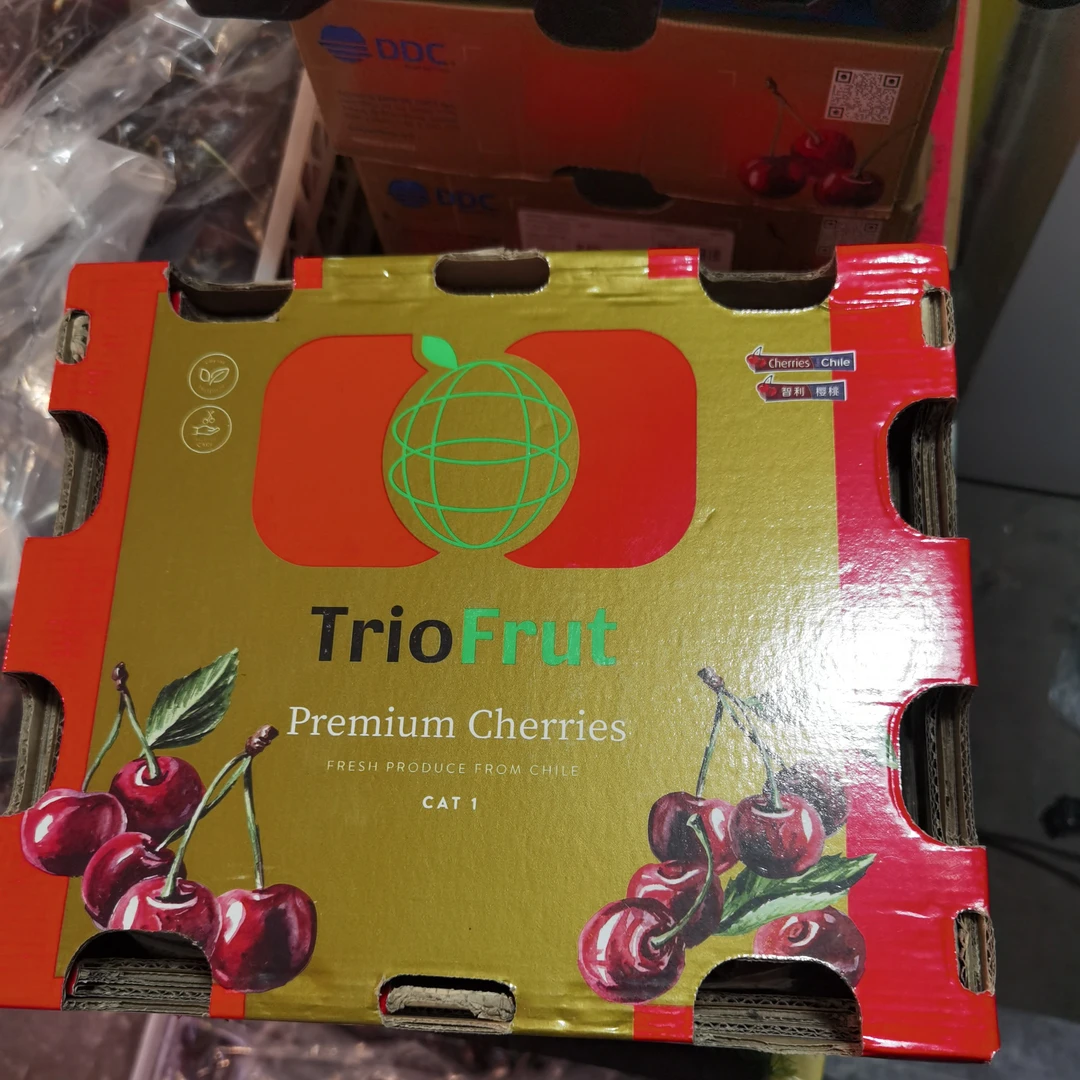 DDC
DDC
Cherries Chile
智利 樱桃
TrioFrut
Premium Cherries
FRESH PRODUCE FROM CHILE
CAT 1